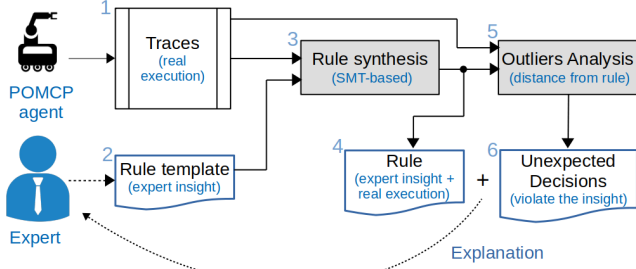 1
Traces
(real
execution)
POMCP
agent
2
Rule template
(expert insight)
Expert
3
Rule synthesis
(SMT-based)
4
Rule
(expert insight +
real execution)
+
5
Outliers Analysis
(distance from rule)
6
Unexpected
Decisions
(violate the insight)
Explanation